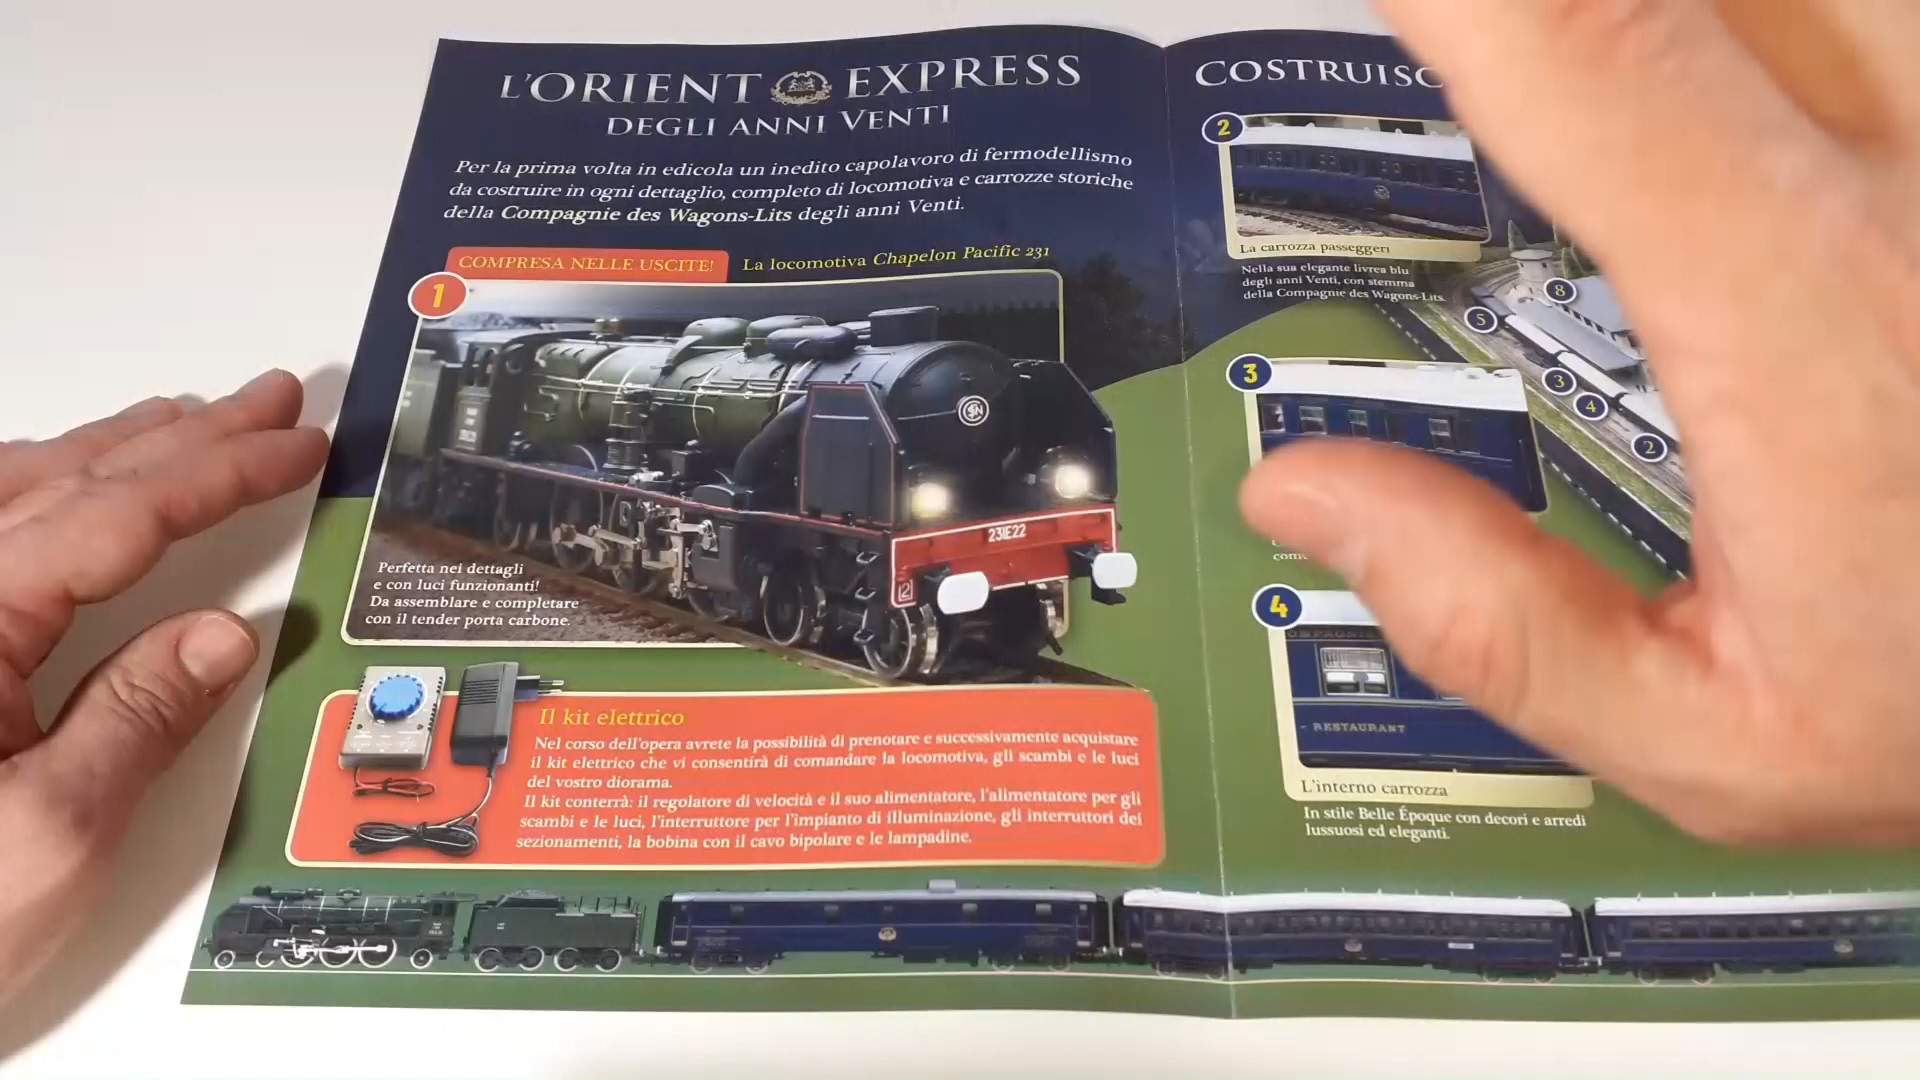 L'ORIENT EXPRESS
DEGLI ANNI VENTI
Per la prima volta in edicola un inedito capolavoro di fermodellismo
da costruire in ogni dettaglio, completo di locomotiva e carrozze storiche
della Compagnie des Wagons-Lits degli anni Venti.
COMPRESA NELLE USCITE!
La locomotiva Chapelon Pacific 231
1
231E22
Perfetta nei dettagli
e con luci funzionanti!
Da assemblare e completare
con il tender porta carbone.
Il kit elettrico
Nel corso dell'opera avrete la possibilità di prenotare e successivamente acquistare
il kit elettrico che vi consentirà di comandare la locomotiva, gli scambi e le luci
del vostro diorama.
Il kit conterrà: il regolatore di velocità e il suo alimentatore, l'alimentatore per gli
scambi e le luci, l'interruttore per l'impianto di illuminazione, gli interruttori dei
sezionamenti, la bobina con il cavo bipolare e le lampadine.
COSTRUISC
2
La carrozza passeggeri
Nella sua elegante livrea blu
degli anni Venti, con stemma
della Compagnie des Wagons-Lits.
8
5
3
4
2
3
4
RESTAURANT
L'interno carrozza
In stile Belle Époque con decori e arredi
lussuosi ed eleganti.